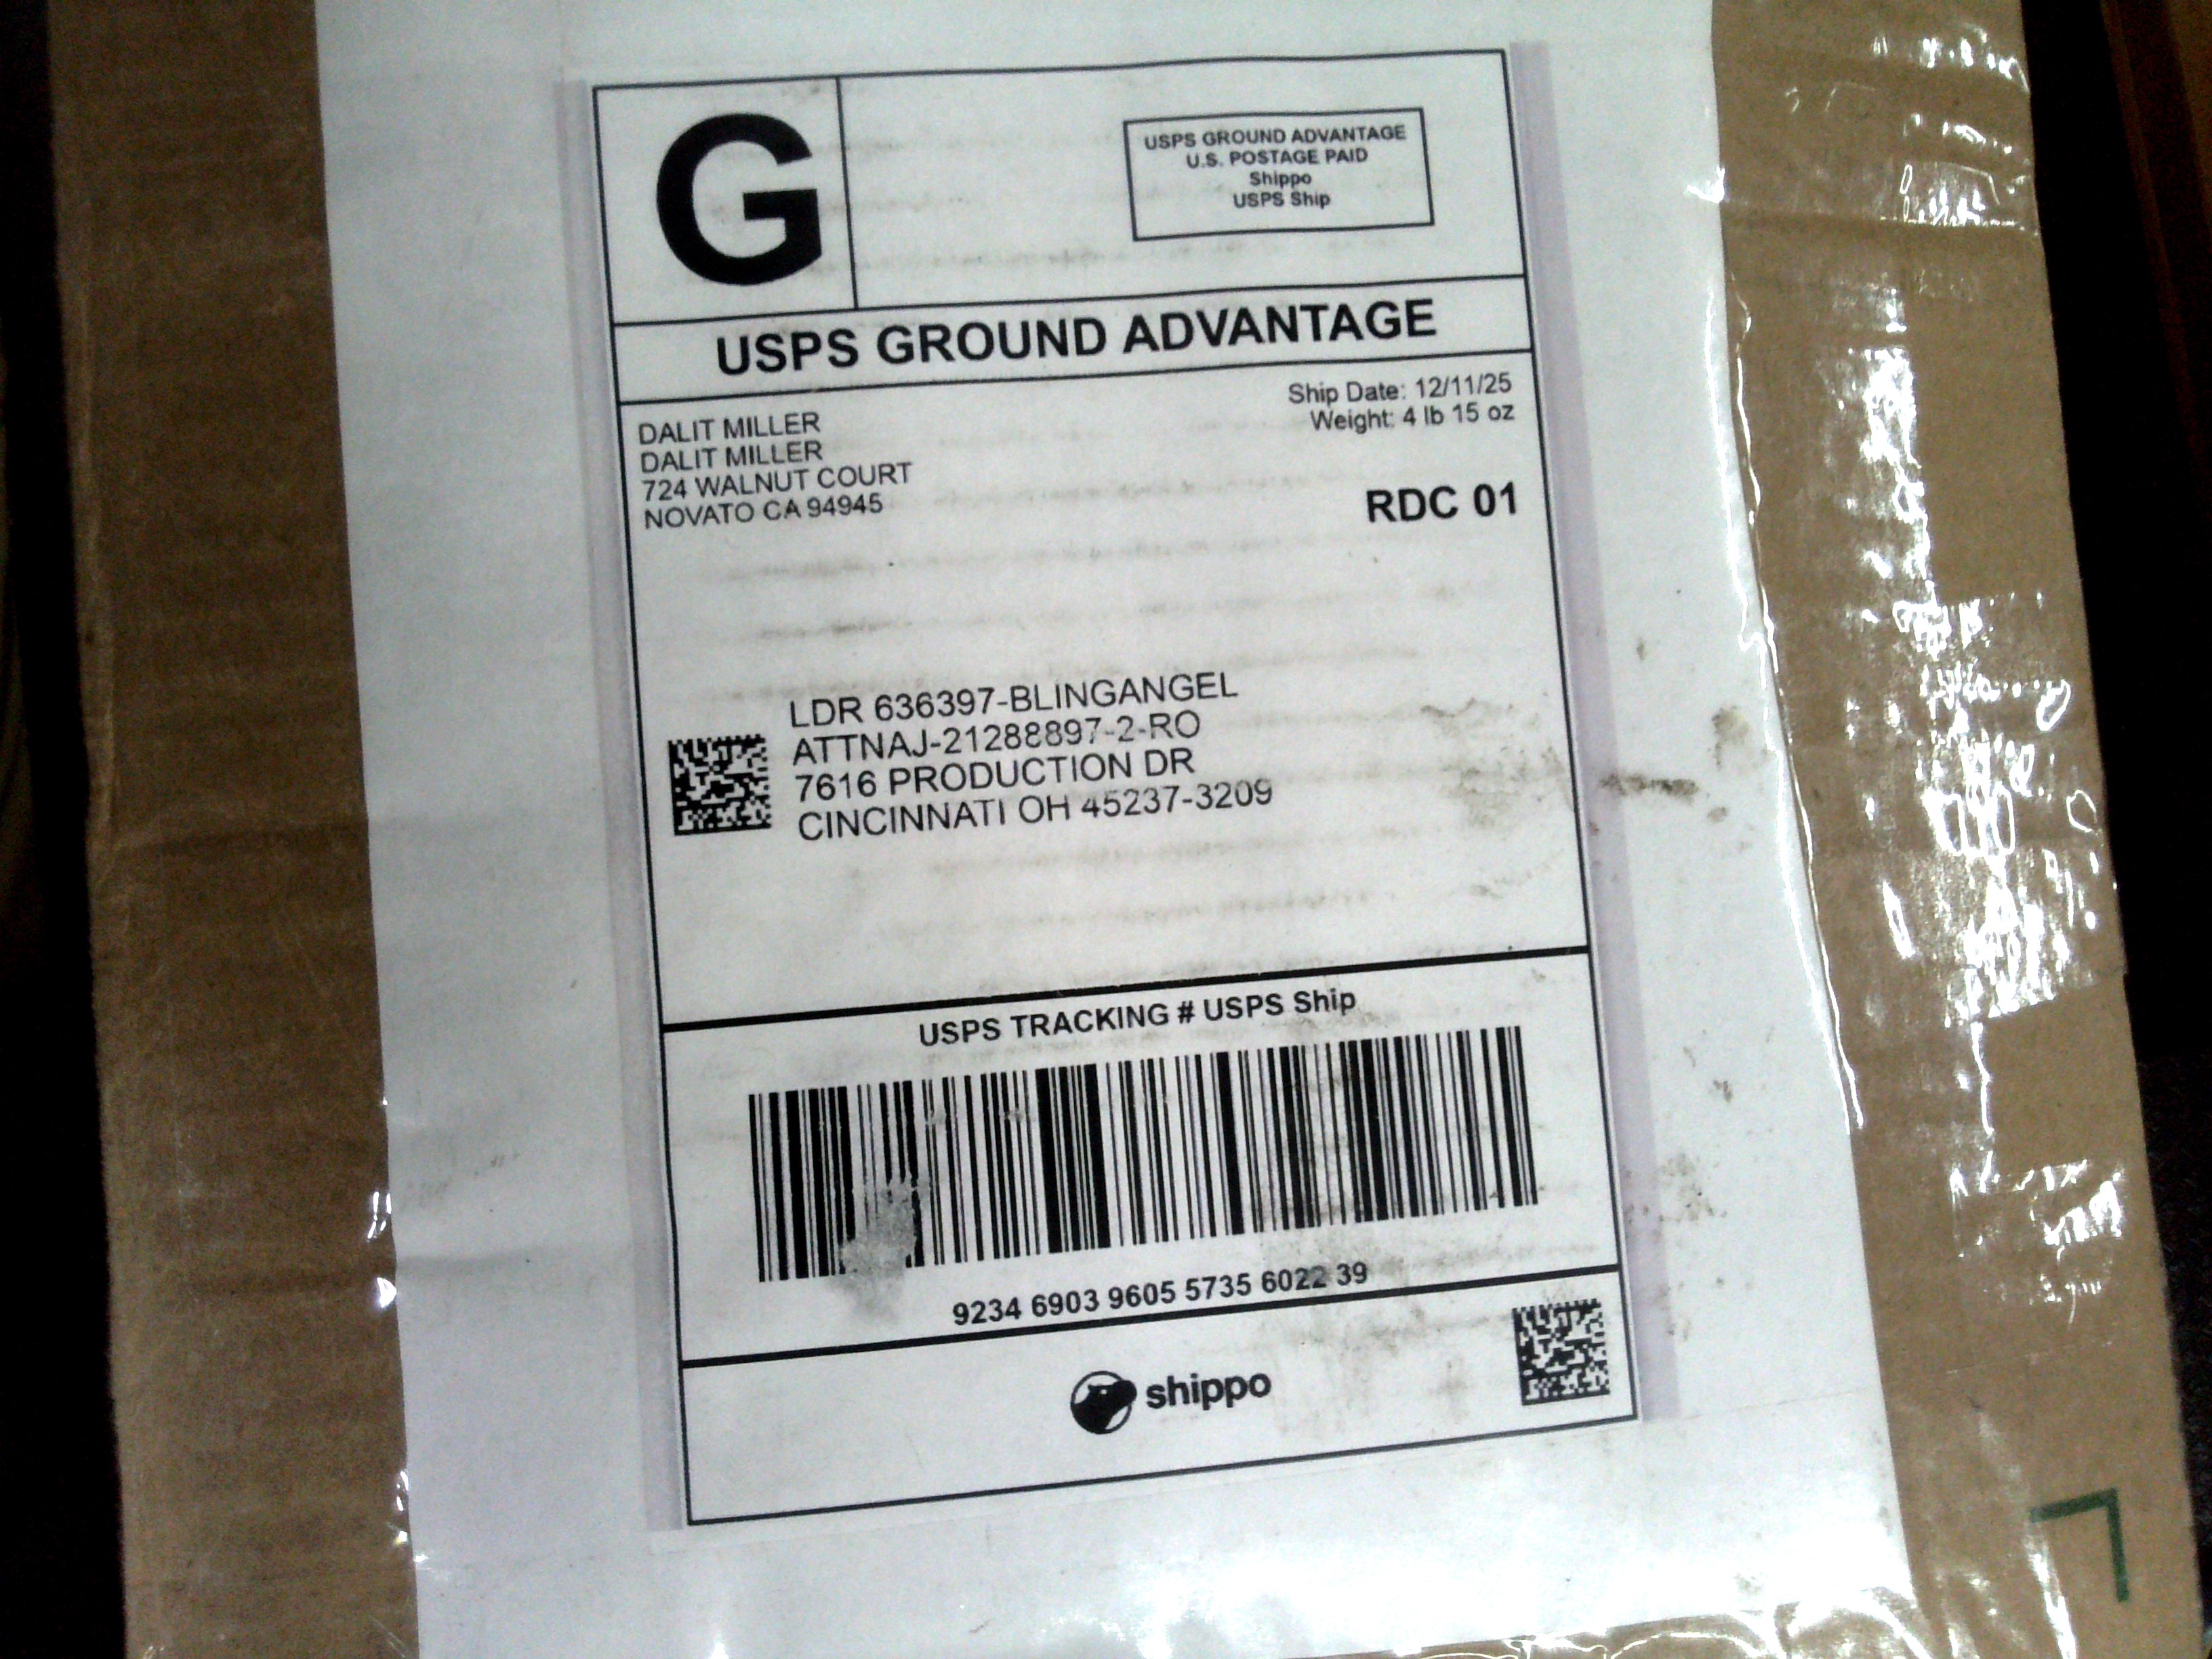 G
USPS GROUND ADVANTAGE
U.S. POSTAGE PAID
Shippo
USPS Ship
USPS GROUND ADVANTAGE
DALIT MILLER
DALIT MILLER
724 WALNUT COURT
NOVATO CA 94945
Ship Date: 12/11/25
Weight: 4 lb 15 oz
RDC 01
LDR 636397-BLINGANGEL
ATTNAJ-21288897-2-RO
7616 PRODUCTION DR
CINCINNATI OH 45237-3209
USPS TRACKING # USPS Ship
9234 6903 9605 5735 6022 39
shippo